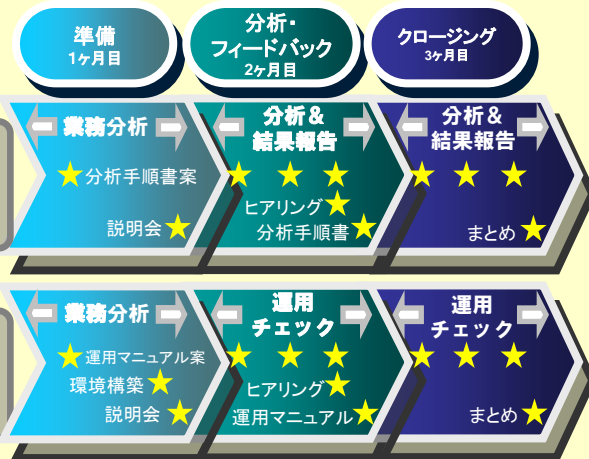 準備
1ヶ月目
分析・
フィードバック
2ヶ月目
クロージング
3ヶ月目
業務分析
分析手順書案
説明会
分析&
結果報告
ヒアリング
分析手順書
分析&
結果報告
まとめ
業務分析
運用マニュアル案
環境構築
説明会
運用
チェック
ヒアリング
運用マニュアル
運用
チェック
まとめ